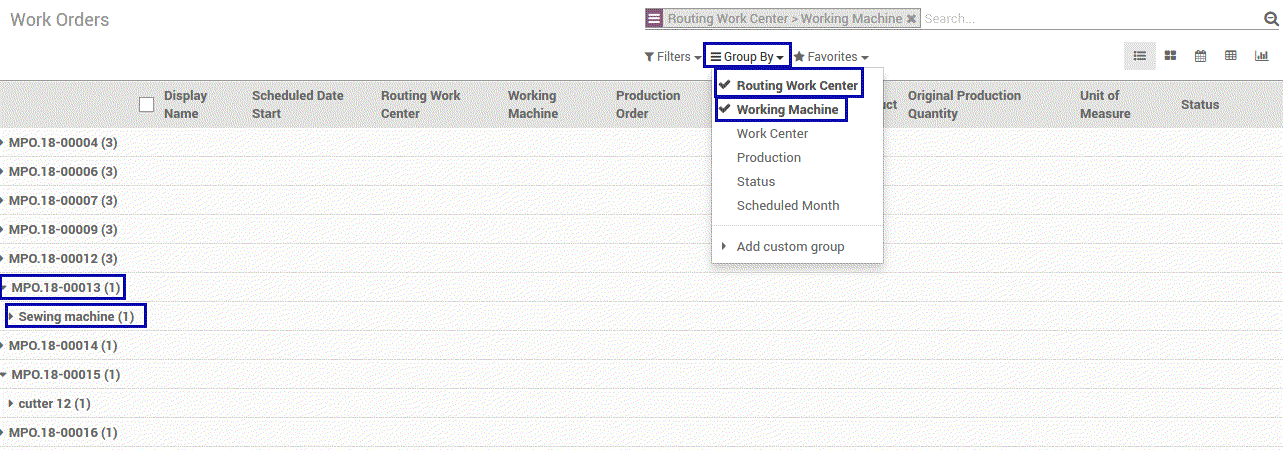 Work Orders
Routing Work Center > Working Machine Search...
Filters Group By Favorites
Routing Work Center
Working Machine
Work Center
Production
Status
Scheduled Month
Add custom group
Display Name
Scheduled Date Start
Routing Work Center
Working Machine
Production Order
uct
Original Production Quantity
Unit of Measure
Status
MPO.18-00004 (3)
MPO.18-00006 (3)
MPO.18-00007 (3)
MPO.18-00009 (3)
MPO.18-00012 (3)
MPO.18-00013 (1)
Sewing machine (1)
MPO.18-00014 (1)
MPO.18-00015 (1)
cutter 12 (1)
MPO.18-00016 (1)